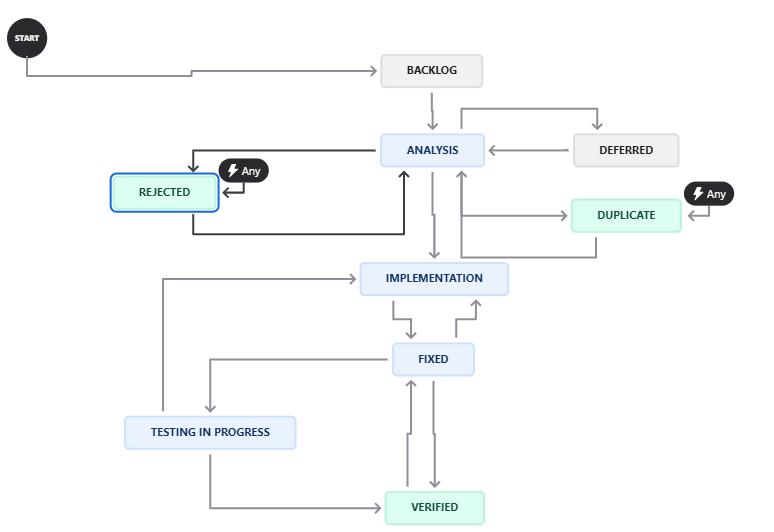 START
BACKLOG
ANALYSIS
DEFERRED
Any
REJECTED
Any
DUPLICATE
IMPLEMENTATION
FIXED
TESTING IN PROGRESS
VERIFIED